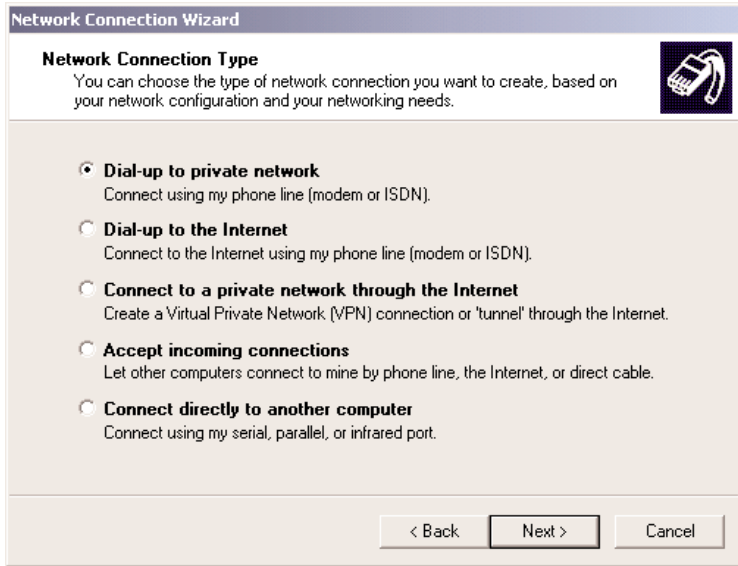 Network Connection Wizard
Network Connection Type
You can choose the type of network connection you want to create, based on
your network configuration and your networking needs.
Dial-up to private network
Connect using my phone line (modem or ISDN).
Dial-up to the Internet
Connect to the Internet using my phone line (modem or ISDN).
Connect to a private network through the Internet
Create a Virtual Private Network (VPN) connection or 'tunnel' through the Internet.
Accept incoming connections
Let other computers connect to mine by phone line, the Internet, or direct cable.
Connect directly to another computer
Connect using my serial, parallel, or infrared port.
< Back Next > Cancel